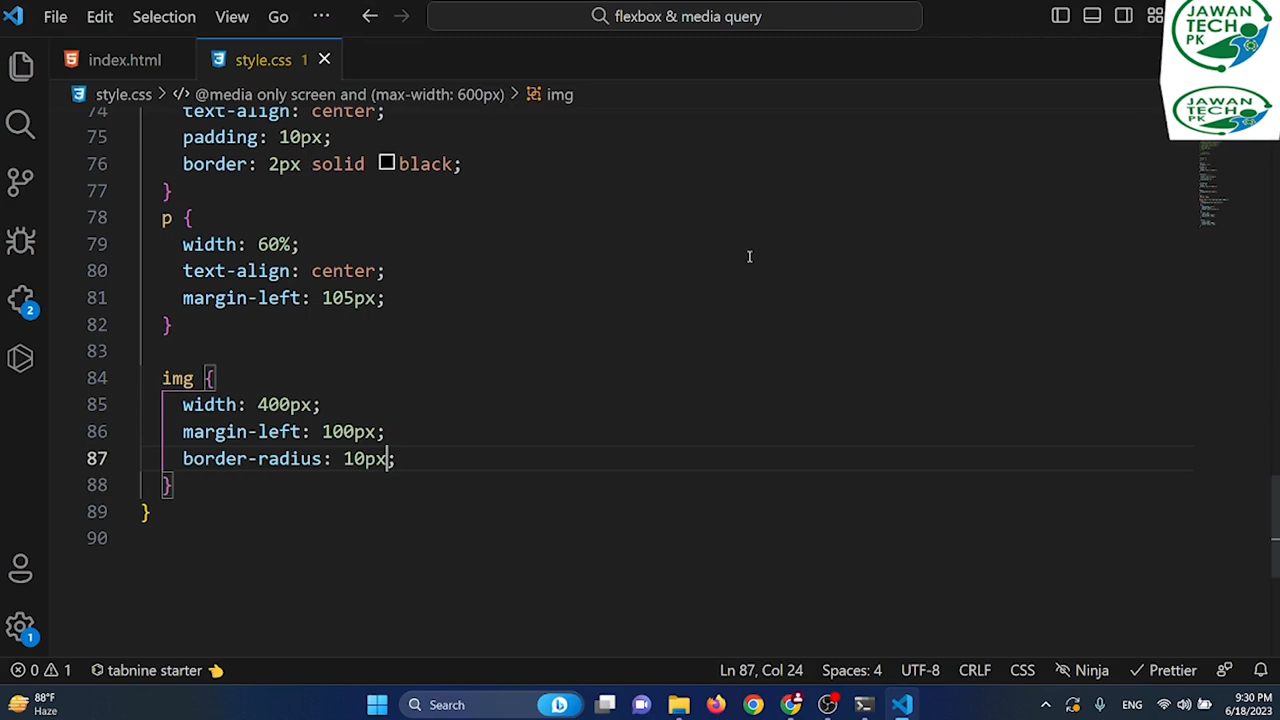 File Edit Selection View Go ··· flexbox & media query
JAWAN
TECH
PK
JAWAN
TECH
PK
index.html style.css 1
style.css > @media only screen and (max-width: 600px) > img
74 text-align: center;
75 padding: 10px;
76 border: 2px solid black;
77 }
78 p {
79 width: 60%;
80 text-align: center;
81 margin-left: 105px;
82 }
83
84 img {
85 width: 400px;
86 margin-left: 100px;
87 border-radius: 10px;
88 }
89 }
90
2
1
0 1 tabnine starter Ln 87, Col 24 Spaces: 4 UTF-8 CRLF CSS Ninja Prettier
88°F
Haze
Search
ENG
9:30 PM
6/18/2023